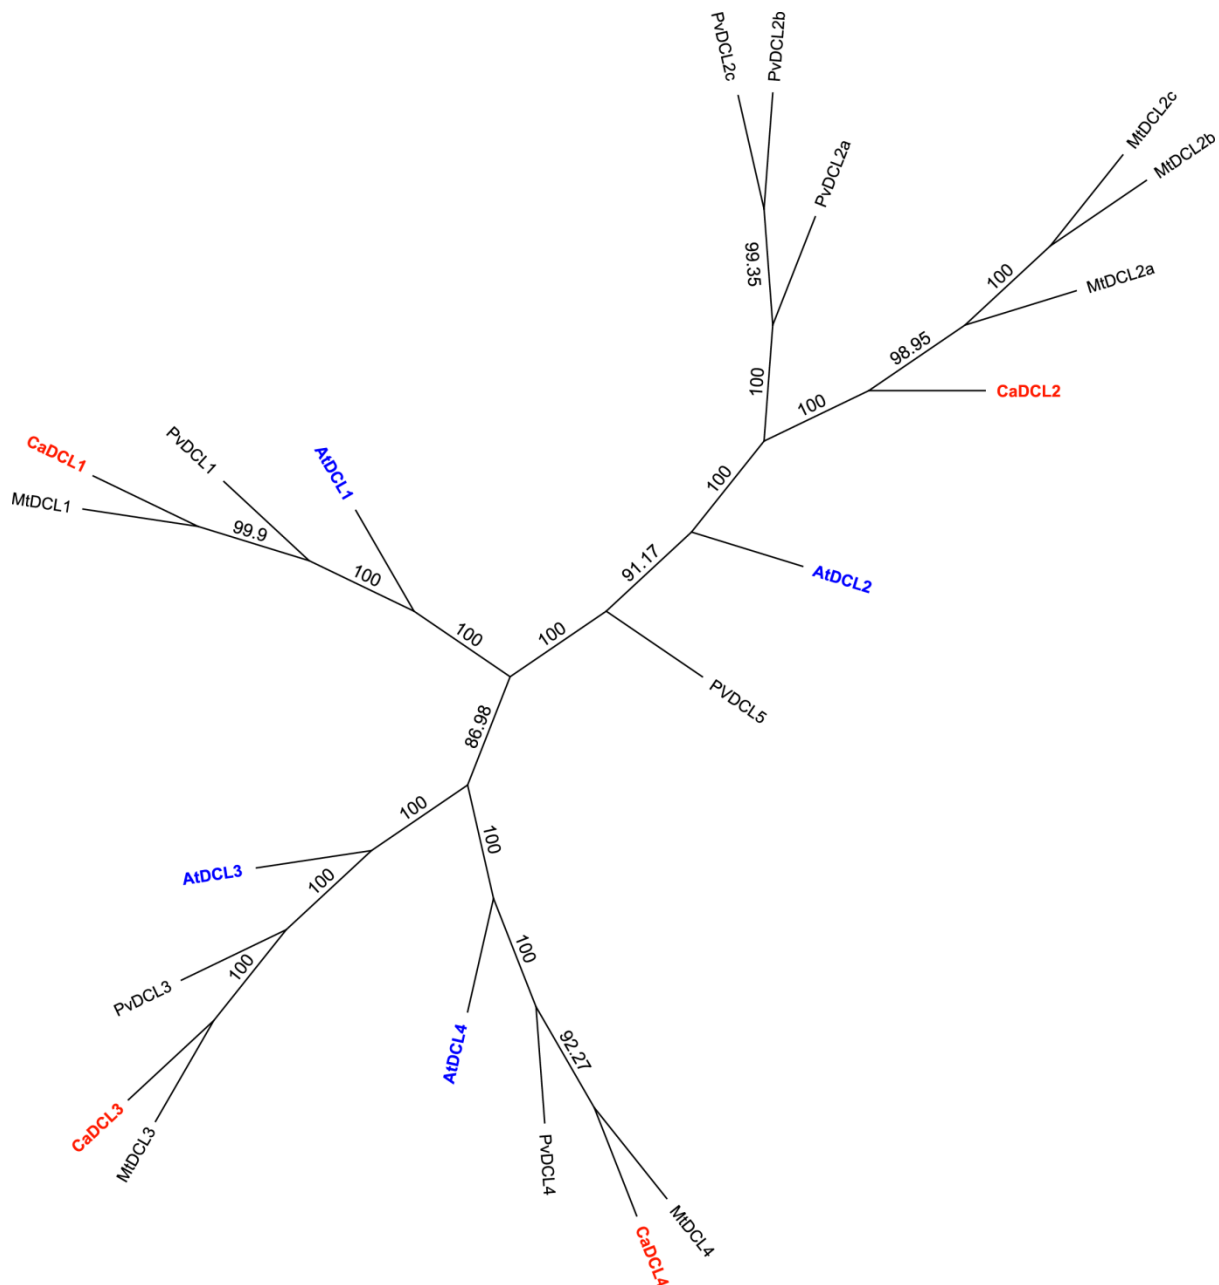 PvDCL2c
PvDCL2b
MtDCL2c
MtDCL2b
PvDCL2a
99.35
100
MtDCL2a
98.95
100
100
CaDCL2
CaDCL1
PvDCL1
AtDCL1
MtDCL1
99.9
100
100
100
91.17
AtDCL2
100
PVDCL5
86.98
100
100
AtDCL3
100
100
PvDCL3
100
AtDCL4
92.27
CaDCL3
MtDCL3
PvDCL4
MtDCL4
CaDCL4